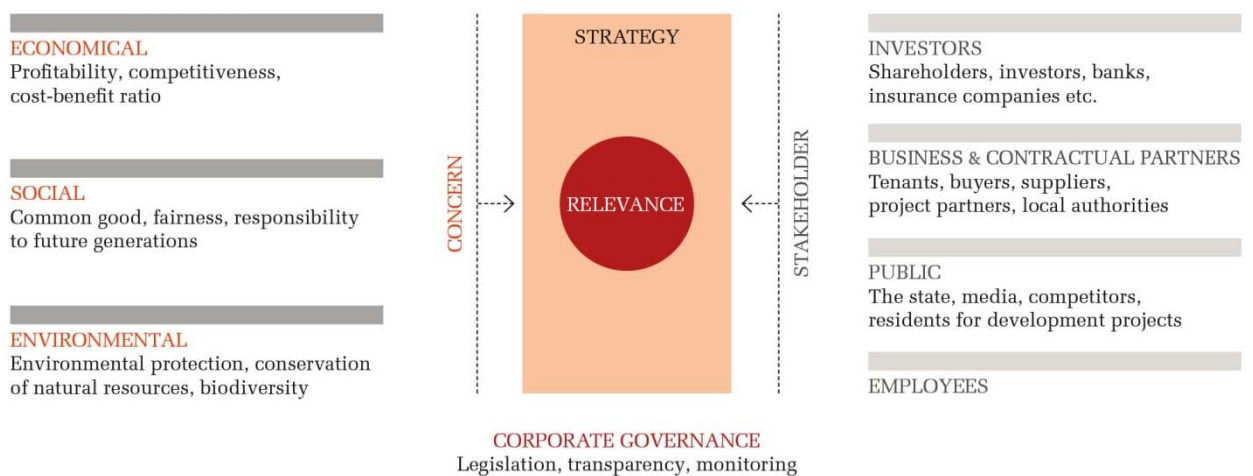 ECONOMICAL
Profitability, competitiveness,
cost-benefit ratio
SOCIAL
Common good, fairness, responsibility
to future generations
ENVIRONMENTAL
Environmental protection, conservation
of natural resources, biodiversity
CONCERN
STRATEGY
RELEVANCE
STAKEHOLDER
INVESTORS
Shareholders, investors, banks,
insurance companies etc.
BUSINESS & CONTRACTUAL PARTNERS
Tenants, buyers, suppliers,
project partners, local authorities
PUBLIC
The state, media, competitors,
residents for development projects
EMPLOYEES
CORPORATE GOVERNANCE
Legislation, transparency, monitoring